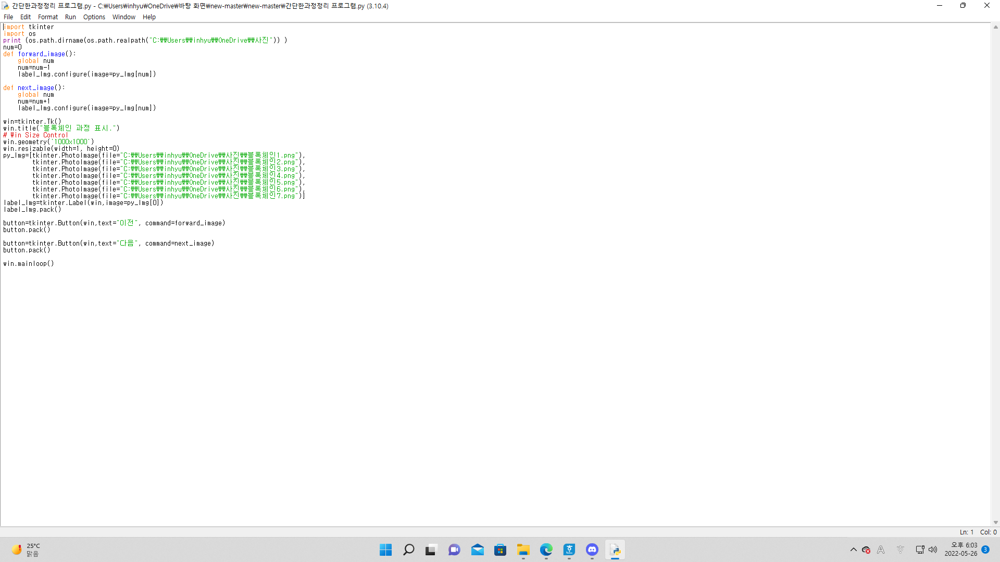 간단한과정정리 프로그램.py - C:₩Users₩inhyu₩OneDrive₩바탕 화면₩new-master₩new-master₩간단한과정정리 프로그램.py (3.10.4)
File Edit Format Run Options Window Help
import tkinter
import os
print (os.path.dirname(os.path.realpath("C:₩₩Users₩₩inhyu₩₩OneDrive₩₩사진")) )
num=0
def forward_image():
    global num
    num=num-1
    label_Img.configure(image=py_Img[num])
def next_image():
    global num
    num=num+1
    label_Img.configure(image=py_Img[num])
win=tkinter.Tk()
win.title("블록체인 과정 표시.")
# Win Size Control
win.geometry('1000x1000')
win.resizable(width=1, height=0)
py_Img=[tkinter.PhotoImage(file="C:₩₩Users₩₩inhyu₩₩OneDrive₩₩사진₩₩블록체인1.png"),
        tkinter.PhotoImage(file="C:₩₩Users₩₩inhyu₩₩OneDrive₩₩사진₩₩블록체인2.png"),
        tkinter.PhotoImage(file="C:₩₩Users₩₩inhyu₩₩OneDrive₩₩사진₩₩블록체인3.png"),
        tkinter.PhotoImage(file="C:₩₩Users₩₩inhyu₩₩OneDrive₩₩사진₩₩블록체인4.png"),
        tkinter.PhotoImage(file="C:₩₩Users₩₩inhyu₩₩OneDrive₩₩사진₩₩블록체인5.png"),
        tkinter.PhotoImage(file="C:₩₩Users₩₩inhyu₩₩OneDrive₩₩사진₩₩블록체인6.png"),
        tkinter.PhotoImage(file="C:₩₩Users₩₩inhyu₩₩OneDrive₩₩사진₩₩블록체인7.png")]
label_Img=tkinter.Label(win,image=py_Img[0])
label_Img.pack()
button=tkinter.Button(win,text="이전", command=forward_image)
button.pack()
button=tkinter.Button(win,text="다음", command=next_image)
button.pack()
win.mainloop()
Ln: 1 Col: 0
25°C
맑음
오후 6:03
2022-05-26
3